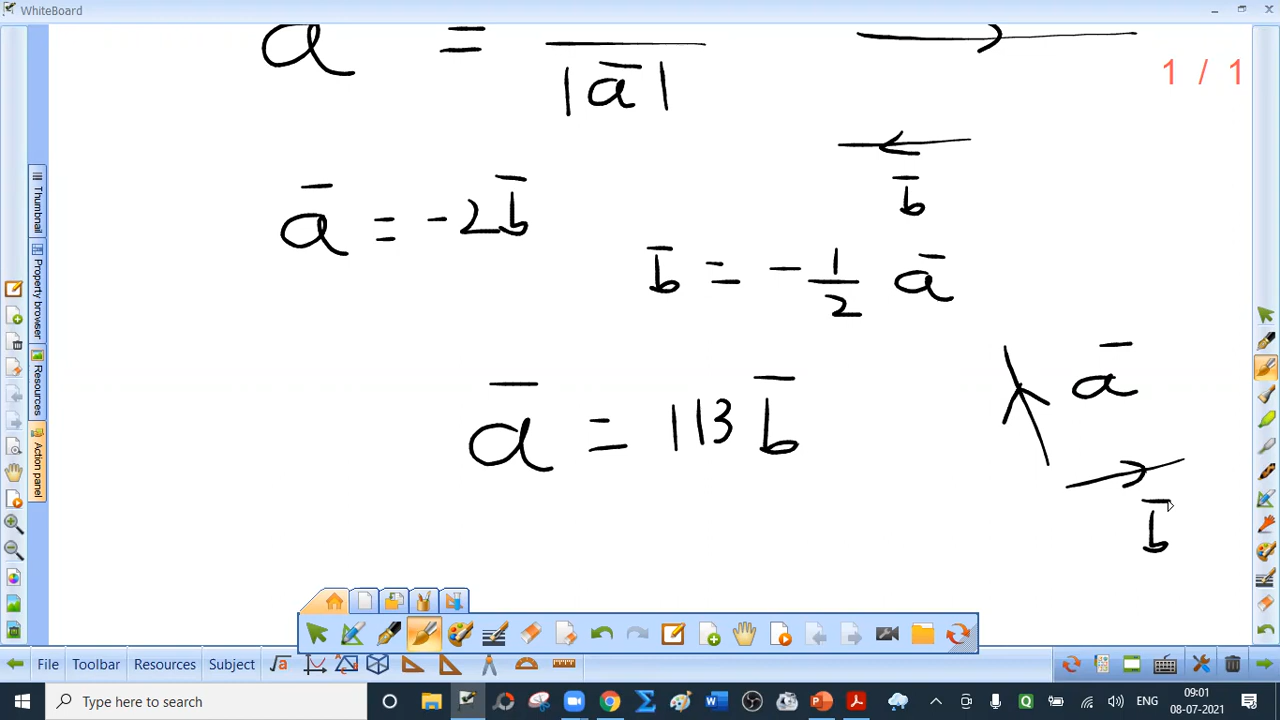 WhiteBoard
a = ———
|a̅|
1 / 1
b̅
a̅ = -2b̅
b̅ = -1/2 a̅
a̅
a̅ = 113b̅
b̅
Thumbnail
Property browser
Resources
Action panel
File Toolbar Resources Subject
Type here to search
ENG
09:01
08-07-2021